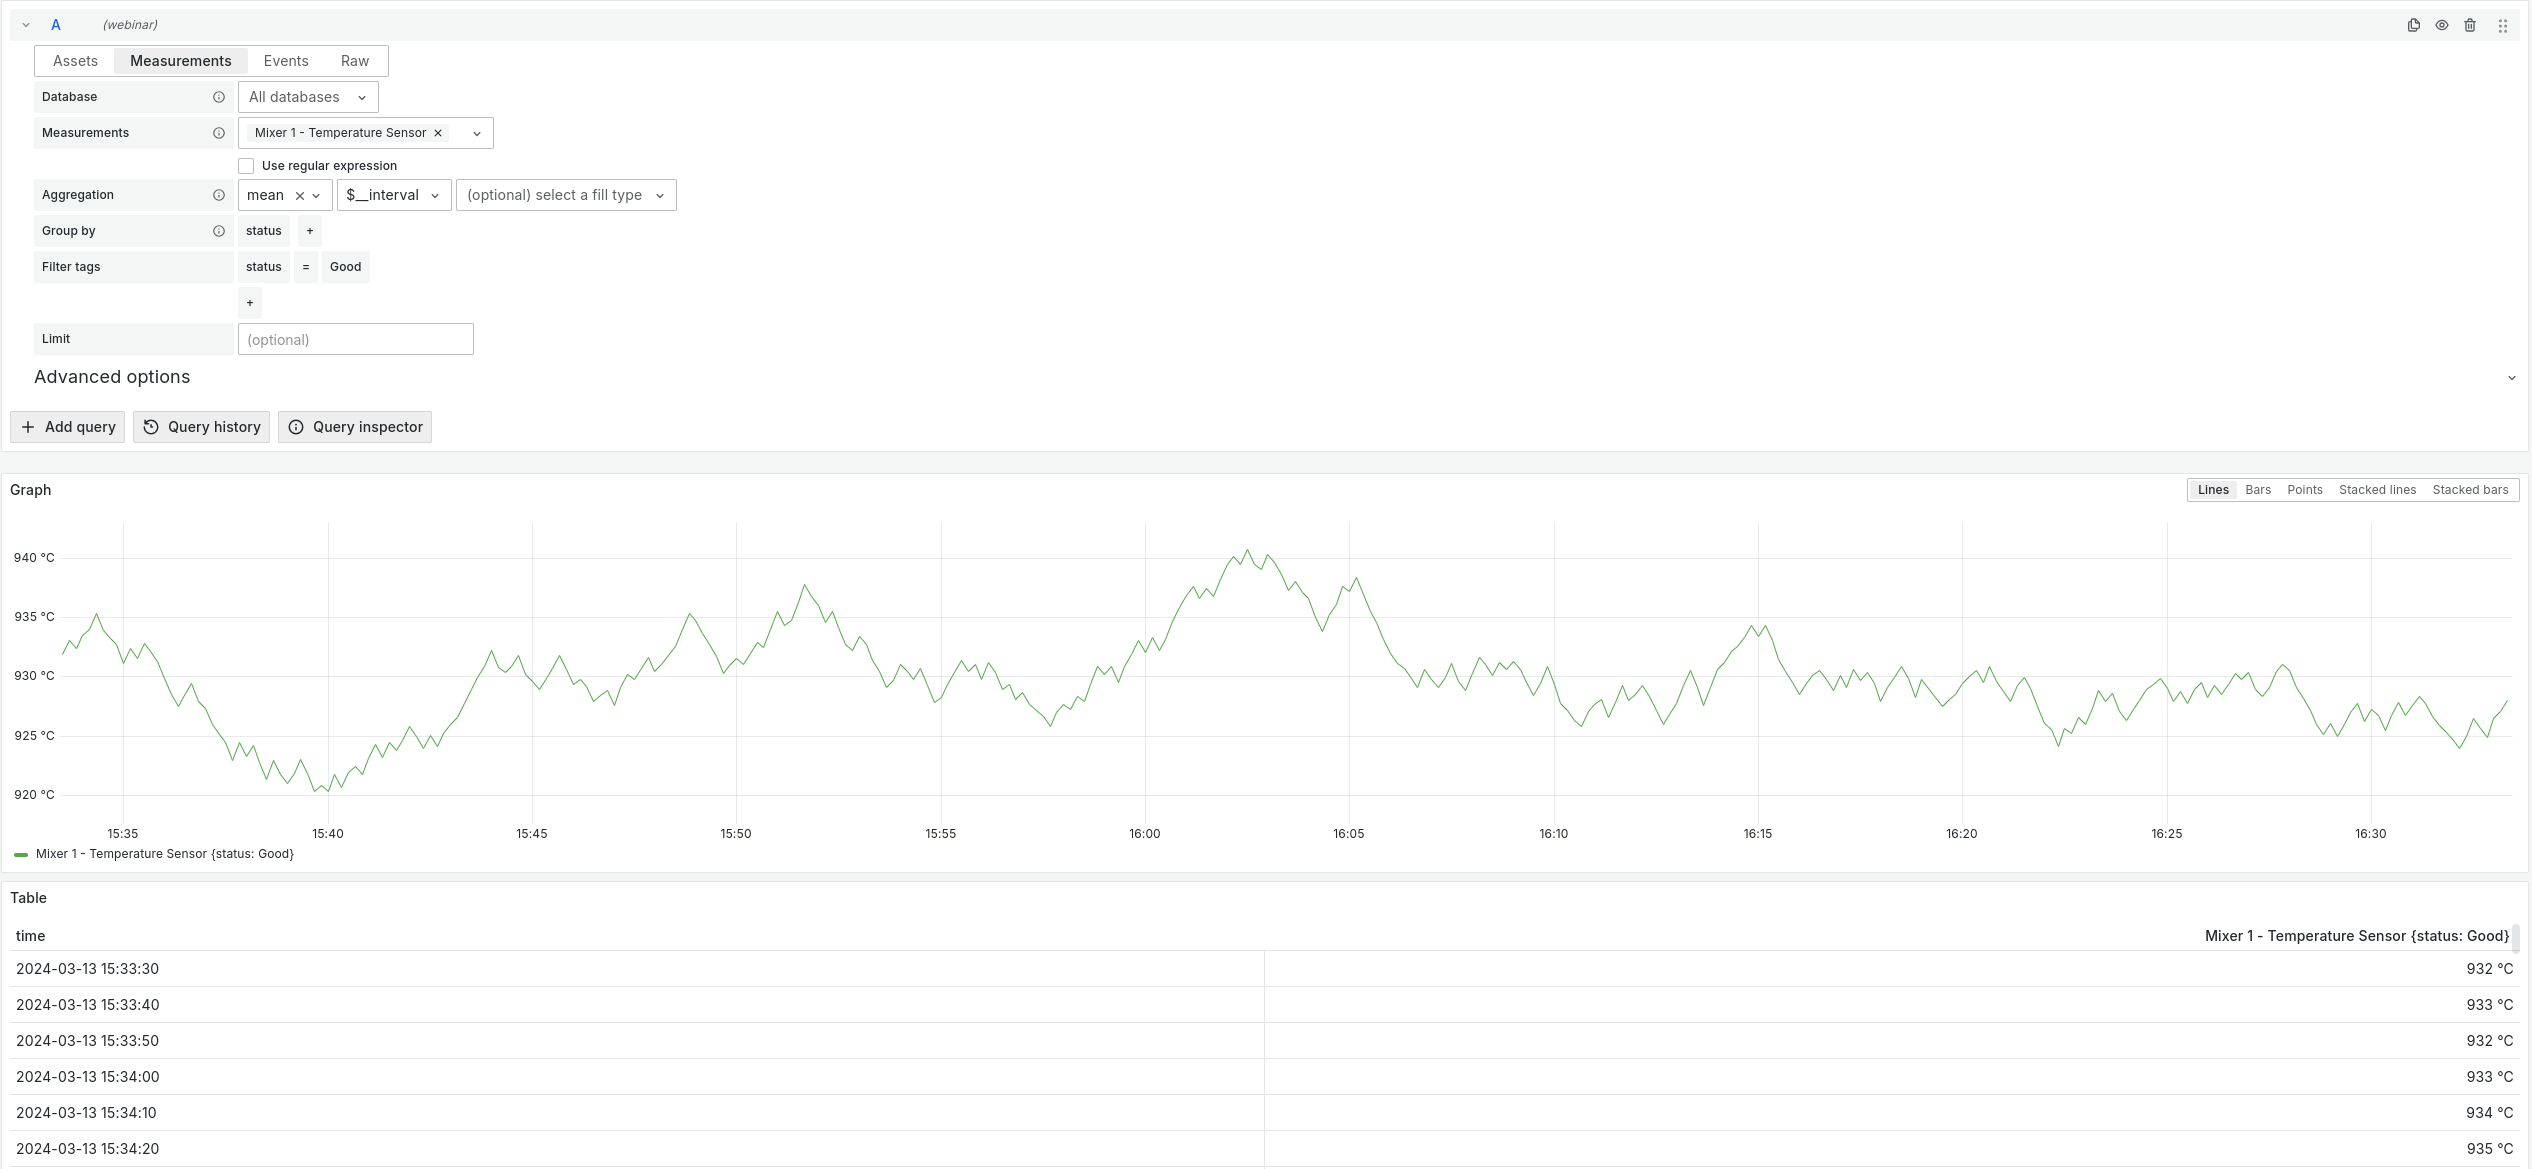 A (webinar)
Assets Measurements Events Raw
Database All databases
Measurements Mixer 1 - Temperature Sensor
Use regular expression
Aggregation mean $__interval (optional) select a fill type
Group by status +
Filter tags status = Good
+
Limit (optional)
Advanced options
Add query Query history Query inspector
Graph Lines Bars Points Stacked lines Stacked bars
940 °C
935 °C
930 °C
925 °C
920 °C
15:35 15:40 15:45 15:50 15:55 16:00 16:05 16:10 16:15 16:20 16:25 16:30
Mixer 1 - Temperature Sensor {status: Good}
Table
time Mixer 1 - Temperature Sensor {status: Good}
2024-03-13 15:33:30 932 °C
2024-03-13 15:33:40 933 °C
2024-03-13 15:33:50 932 °C
2024-03-13 15:34:00 933 °C
2024-03-13 15:34:10 934 °C
2024-03-13 15:34:20 935 °C